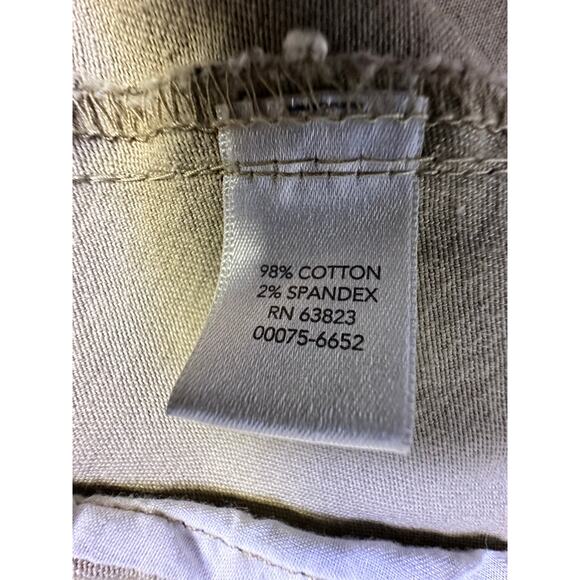 98% COTTON
2% SPANDEX
RN 63823
00075-6652